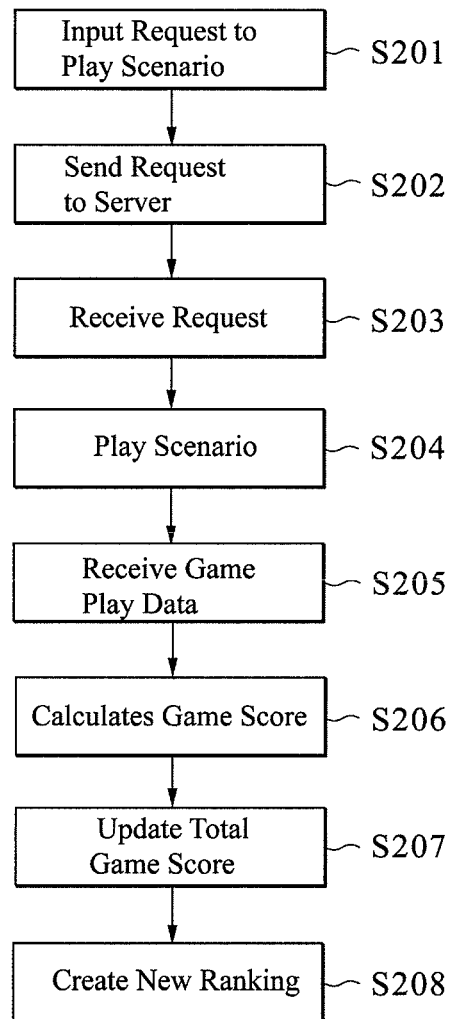 Input Request to
Play Scenario
S201
Send Request
to Server
S202
Receive Request
S203
Play Scenario
S204
Receive Game
Play Data
S205
Calculates Game Score
S206
Update Total
Game Score
S207
Create New Ranking
S208